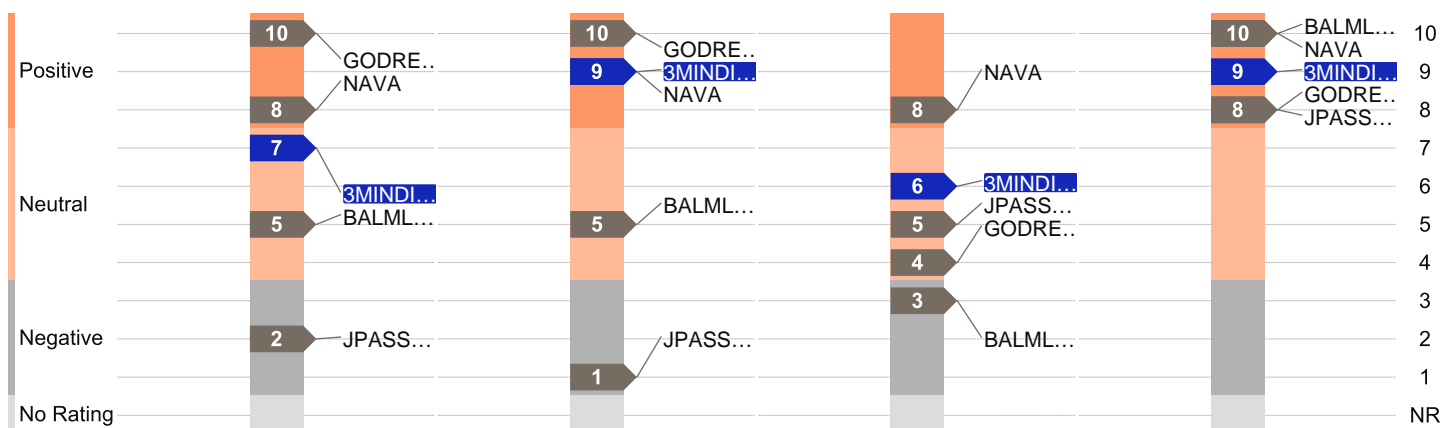 Positive
Neutral
Negative
No Rating
10
GODRE…
NAVA
8
7
3MINDI…
5
BALML…
2
JPASS…
10
GODRE…
9
3MINDI…
NAVA
5
BALML…
1
JPASS…
8
NAVA
6
3MINDI…
5
JPASS…
GODRE…
4
3
BALML…
10
BALML…
NAVA
9
3MINDI…
8
GODRE…
JPASS…
10
9
8
7
6
5
4
3
2
1
NR